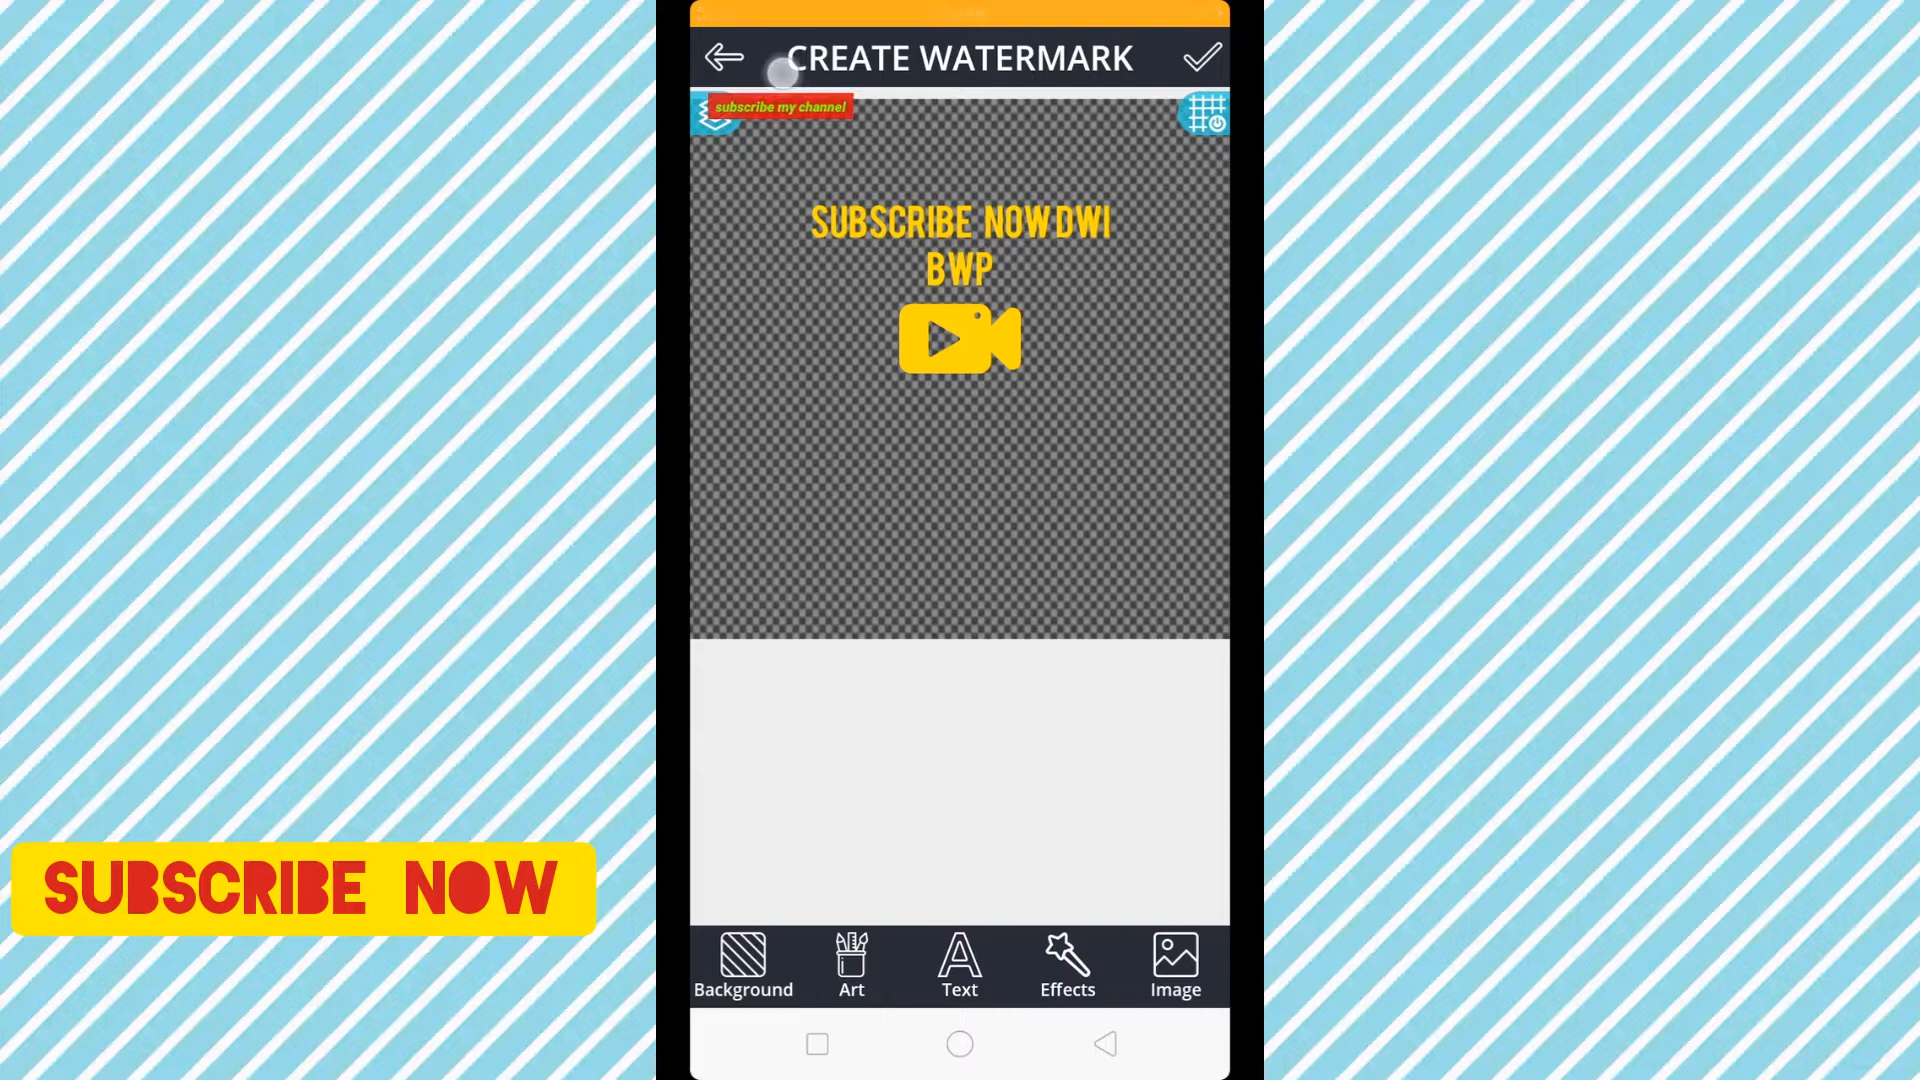 CREATE WATERMARK
subscribe my channel
SUBSCRIBE NOW DWI
BWP
SUBSCRIBE NOW
Background
Art
Text
Effects
Image